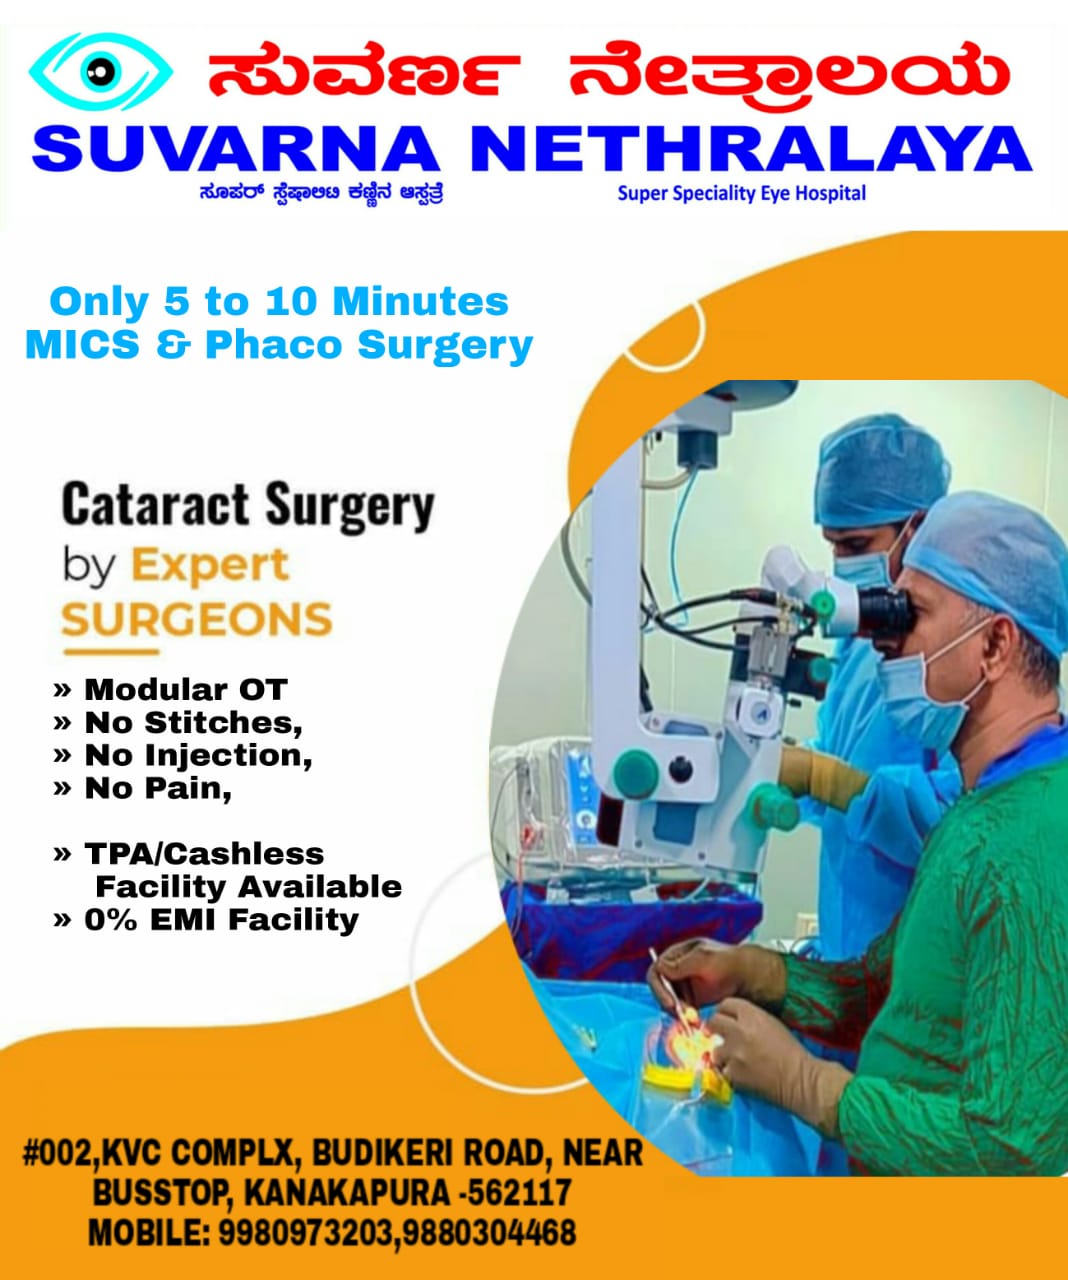 ಸುವರ್ಣ ನೇತ್ರಾಲಯ
SUVARNA NETHRALAYA
ಸೂಪರ್ ಸ್ಪೆಷಾಲಿಟಿ ಕಣ್ಣಿನ ಆಸ್ಪತ್ರೆ
Super Speciality Eye Hospital
Only 5 to 10 Minutes
MICS & Phaco Surgery
Cataract Surgery
by Expert
SURGEONS
» Modular OT
» No Stitches,
» No Injection,
» No Pain,
» TPA/Cashless
Facility Available
» 0% EMI Facility
#002,KVC COMPLX, BUDIKERI ROAD, NEAR
BUSSTOP, KANAKAPURA -562117
MOBILE: 9980973203,9880304468